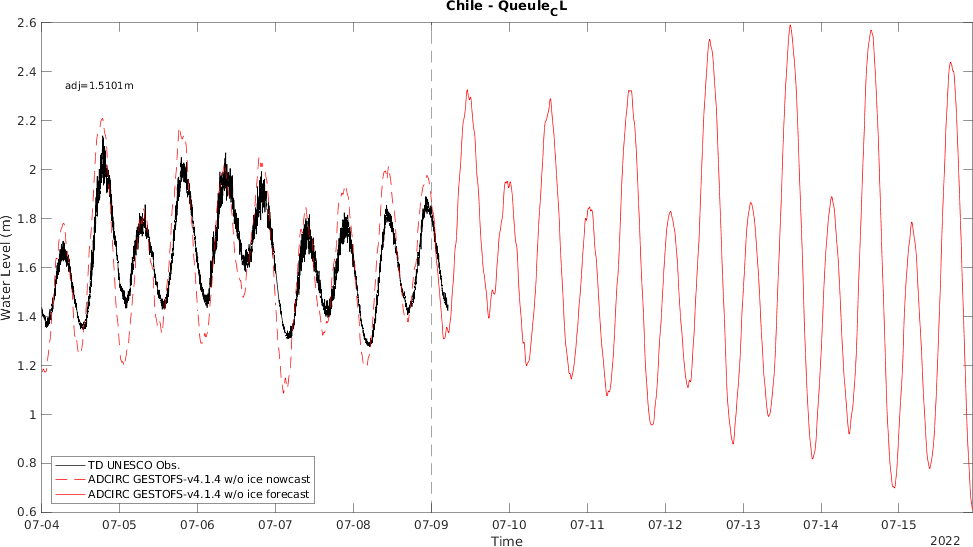 Chile - Queule_CL
2.6
2.4
adj=1.5101m
2.2
2
1.8
1.6
1.4
1.2
1
0.8
0.6
Water Level (m)
TD UNESCO Obs.
ADCIRC GESTOFS-v4.1.4 w/o ice nowcast
ADCIRC GESTOFS-v4.1.4 w/o ice forecast
07-04 07-05 07-06 07-07 07-08 07-09 07-10 07-11 07-12 07-13 07-14 07-15
Time
2022